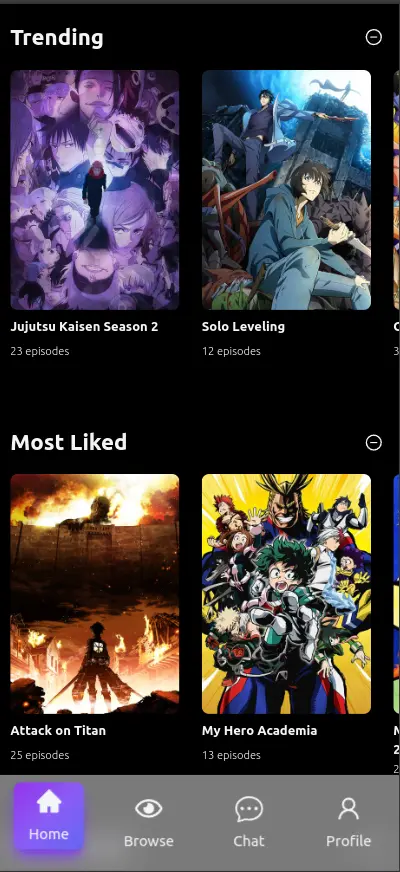 Trending
Jujutsu Kaisen Season 2
Solo Leveling
23 episodes
12 episodes
3
Most Liked
Attack on Titan
My Hero Academia
2
25 episodes
13 episodes
2
Home
Browse
Chat
Profile